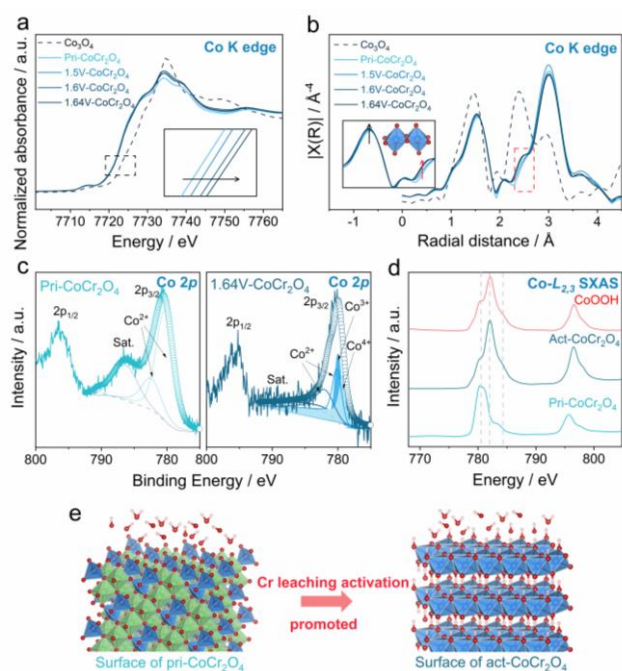 a
Co K edge
Co₃O₄
Pri-CoCr₂O₄
1.5V-CoCr₂O₄
1.6V-CoCr₂O₄
1.64V-CoCr₂O₄
Normalized absorbance / a.u.
7710 7720 7730 7740 7750 7760
Energy / eV
b
Co K edge
Co₃O₄
Pri-CoCr₂O₄
1.5V-CoCr₂O₄
1.6V-CoCr₂O₄
1.64V-CoCr₂O₄
|X(R)| / Å⁻⁴
-1 0 1 2 3 4
Radial distance / Å
c
Pri-CoCr₂O₄ Co 2p
2p₃/₂
2p₁/₂
Co²⁺
Sat.
1.64V-CoCr₂O₄ Co 2p
2p₃/₂
Co³⁺
2p₁/₂
Co²⁺
Co⁴⁺
Sat.
Intensity / a.u.
800 790 780 800 790 780
Binding Energy / eV
d
Co-L₂,₃ SXAS
CoOOH
Act-CoCr₂O₄
Pri-CoCr₂O₄
Intensity / a.u.
770 780 790 800
Energy / eV
e
Cr leaching activation
promoted
Surface of pri-CoCr₂O₄
Surface of act-CoCr₂O₄